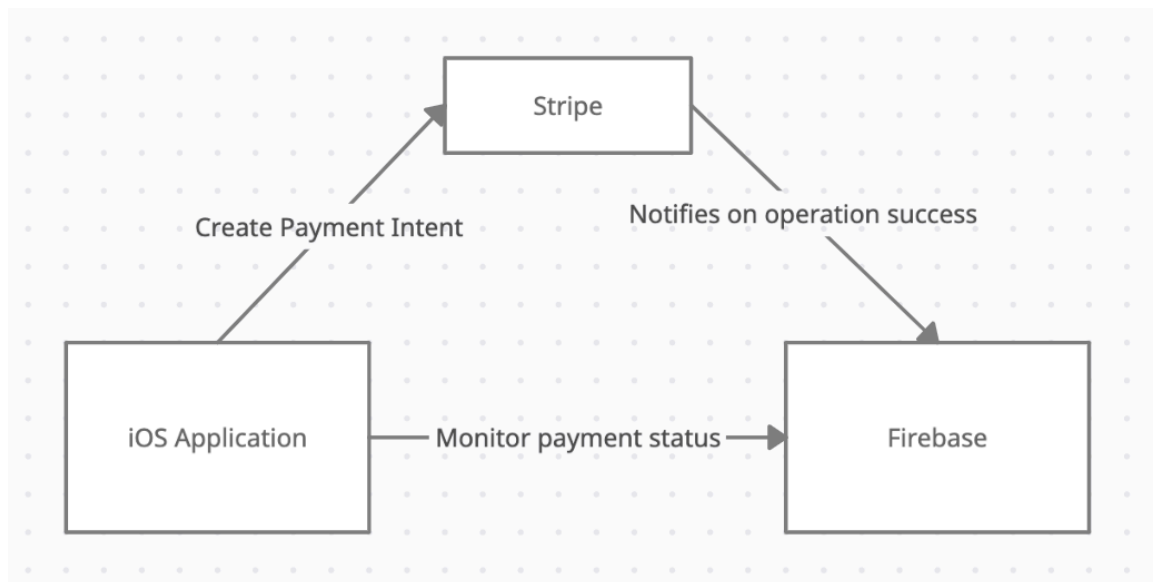 Stripe
Create Payment Intent
Notifies on operation success
iOS Application
Monitor payment status
Firebase